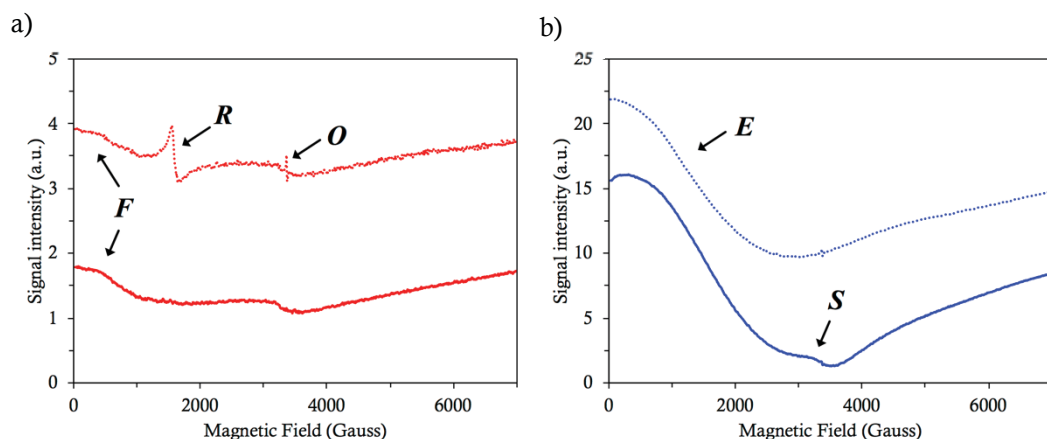 a)
5
4
3
2
1
0
Signal intensity (a.u.)
R
O
F
0
2000
4000
6000
Magnetic Field (Gauss)
b)
25
20
15
10
5
0
Signal intensity (a.u.)
E
S
0
2000
4000
6000
Magnetic Field (Gauss)